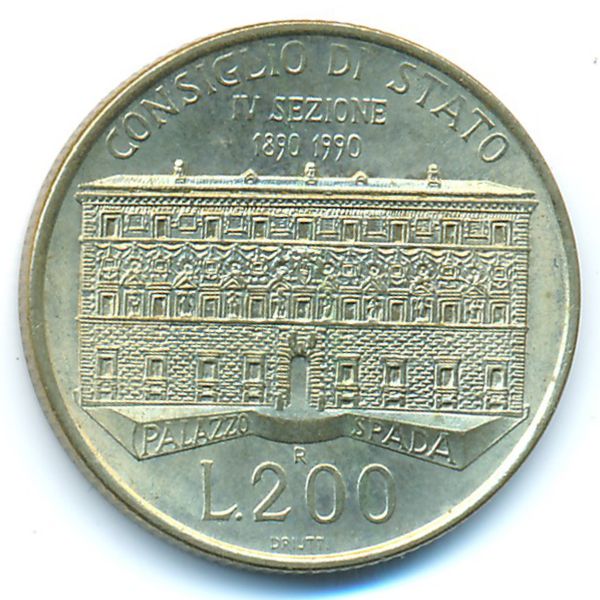 CONSIGLIO DI STATO
IV SEZIONE
1890 1990
PALAZZO SPADA
R
L.200
DRIUTTI